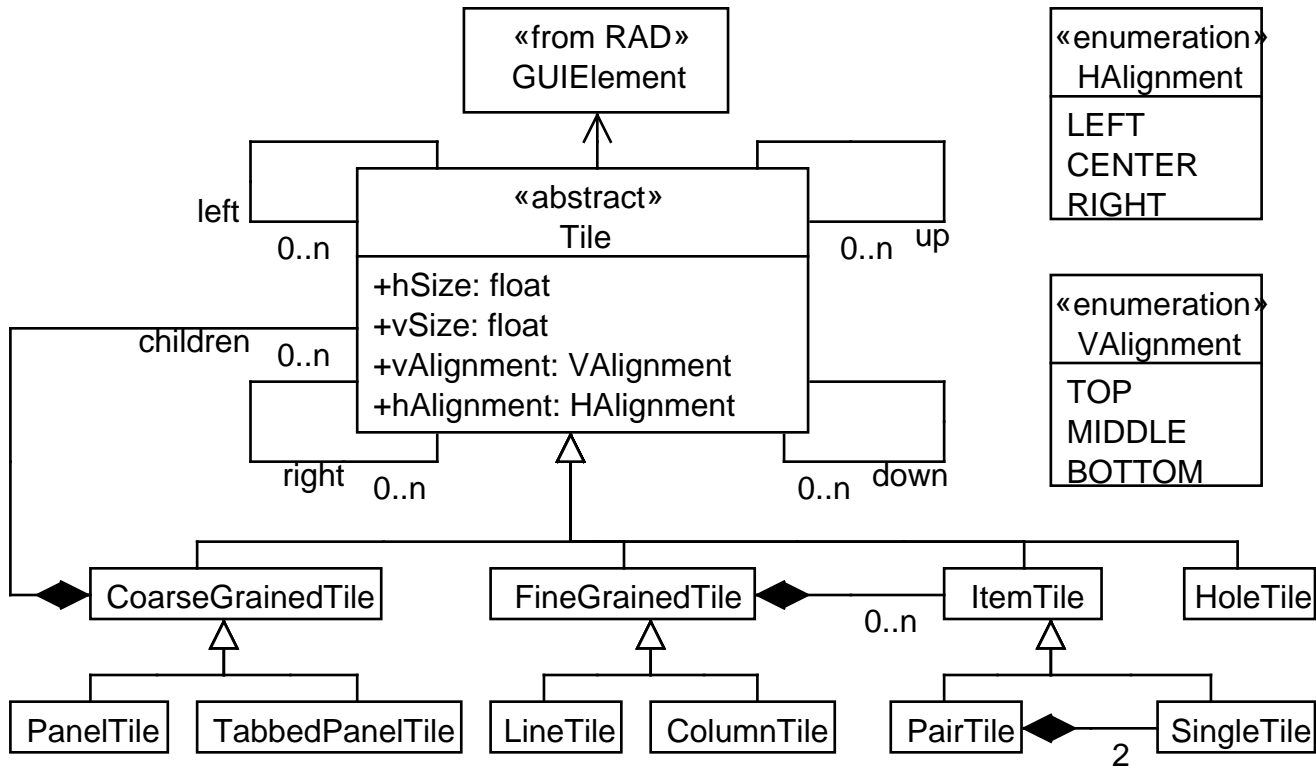 «from RAD»
GUIElement
«enumeration»
HAlignment
LEFT
CENTER
RIGHT
«abstract»
Tile
left
0..n
0..n
up
+hSize: float
+vSize: float
+vAlignment: VAlignment
+hAlignment: HAlignment
children
0..n
«enumeration»
VAlignment
TOP
MIDDLE
BOTTOM
right
0..n
0..n
down
CoarseGrainedTile
FineGrainedTile
0..n
ItemTile
HoleTile
PanelTile
TabbedPanelTile
LineTile
ColumnTile
PairTile
2
SingleTile